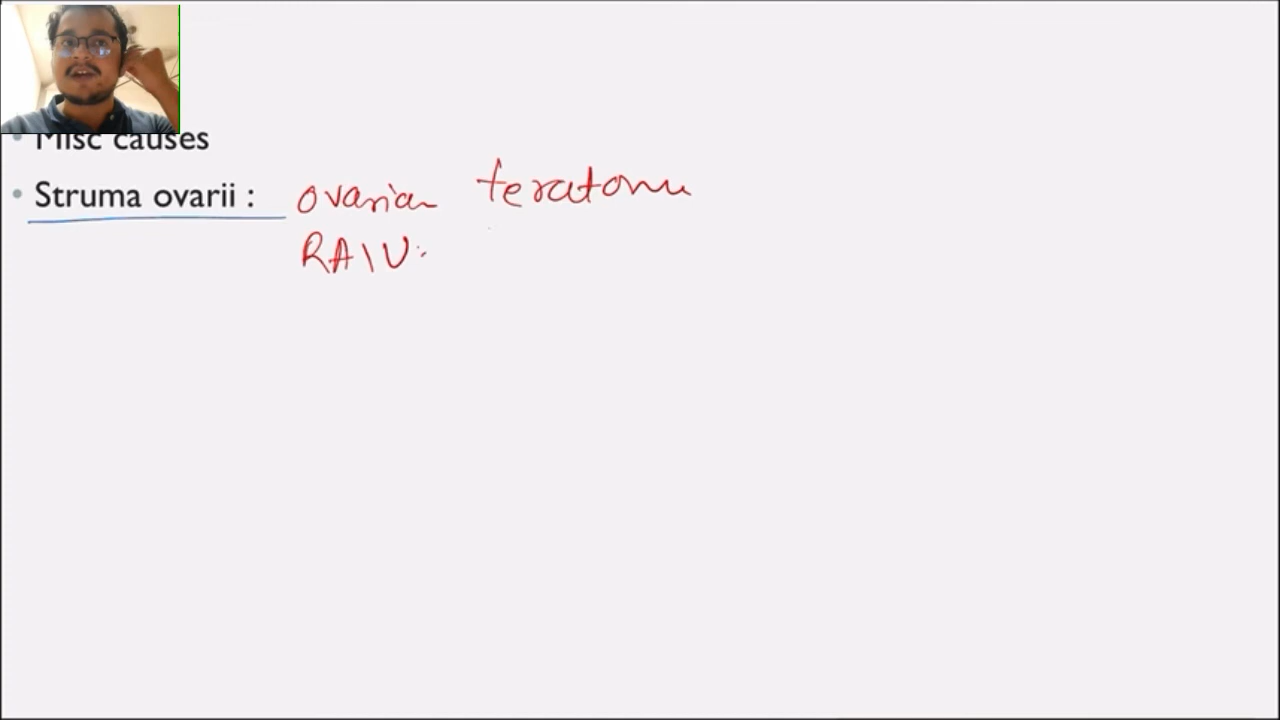 • Misc causes
• Struma ovarii : ovarian teratoma
RAIU: